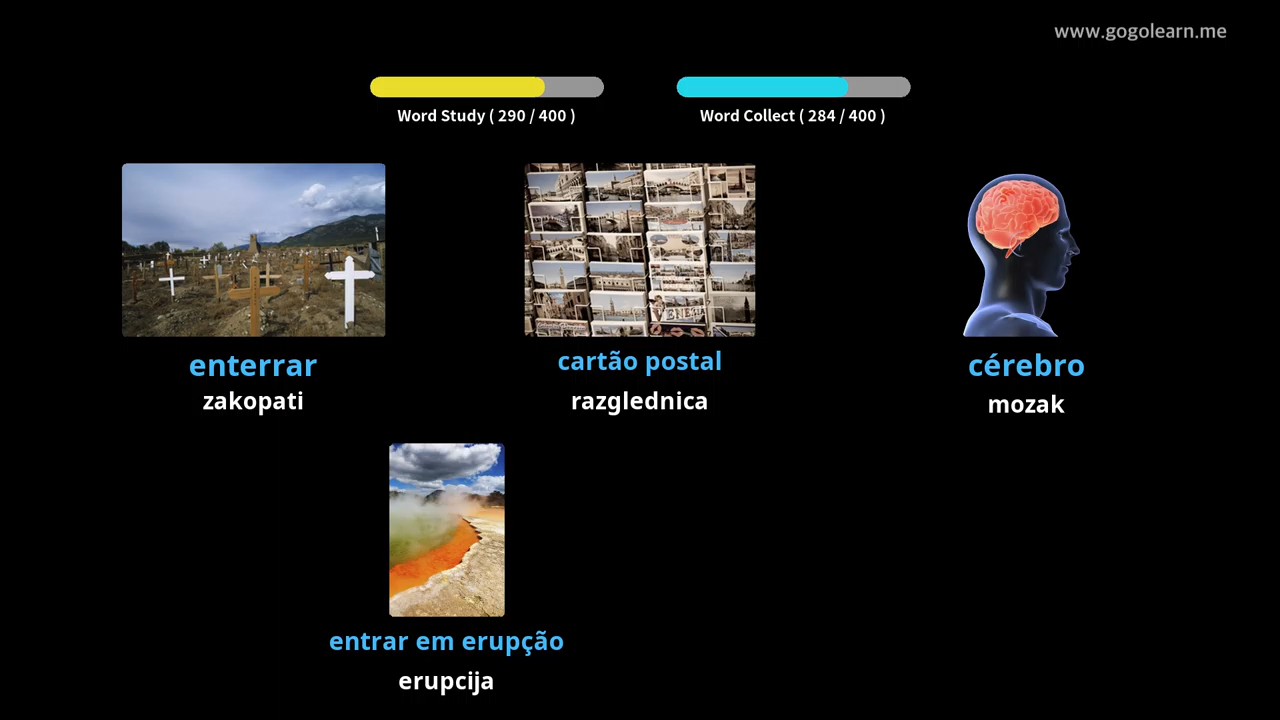 www.gogolearn.me
Word Study ( 290 / 400 )
Word Collect ( 284 / 400 )
VENEZIA
enterrar
cartão postal
cérebro
zakopati
razglednica
mozak
entrar em erupção
erupcija